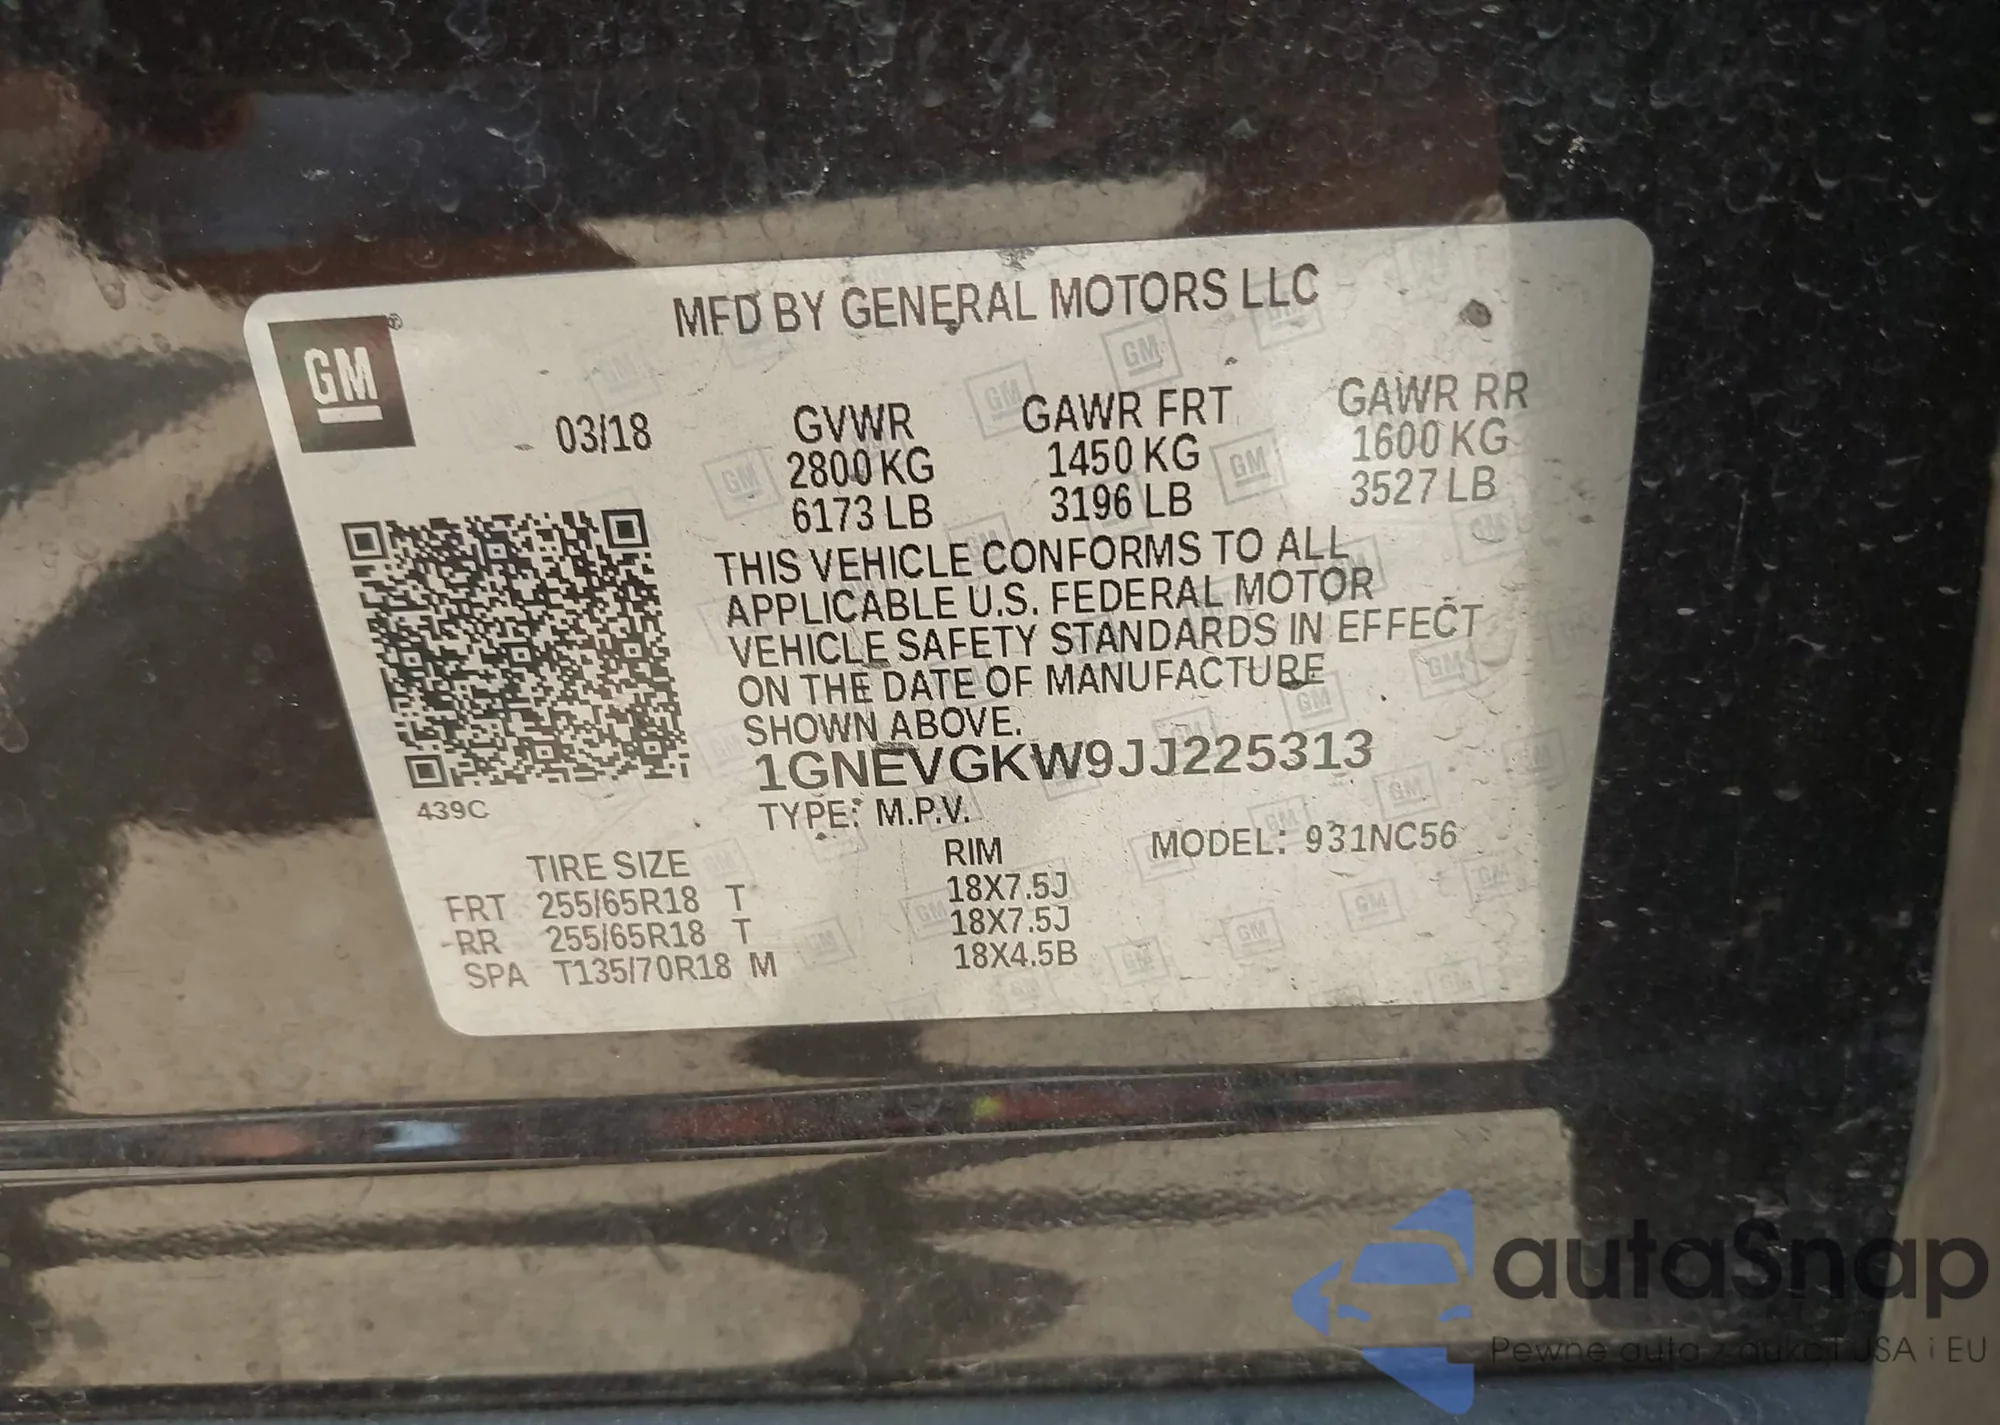 MFD BY GENERAL MOTORS LLC
GM®
03/18
GVWR GAWR FRT GAWR RR
2800 KG 1450 KG 1600 KG
6173 LB 3196 LB 3527 LB
THIS VEHICLE CONFORMS TO ALL
APPLICABLE U.S. FEDERAL MOTOR
VEHICLE SAFETY STANDARDS IN EFFECT
ON THE DATE OF MANUFACTURE
SHOWN ABOVE.
1GNEVGKW9JJ225313
439C
TYPE: M.P.V.
MODEL: 931NC56
TIRE SIZE RIM
FRT 255/65R18 T 18X7.5J
RR 255/65R18 T 18X7.5J
SPA T135/70R18 M 18X4.5B
autaSnap
Pewne auta z aukcji USA i EU